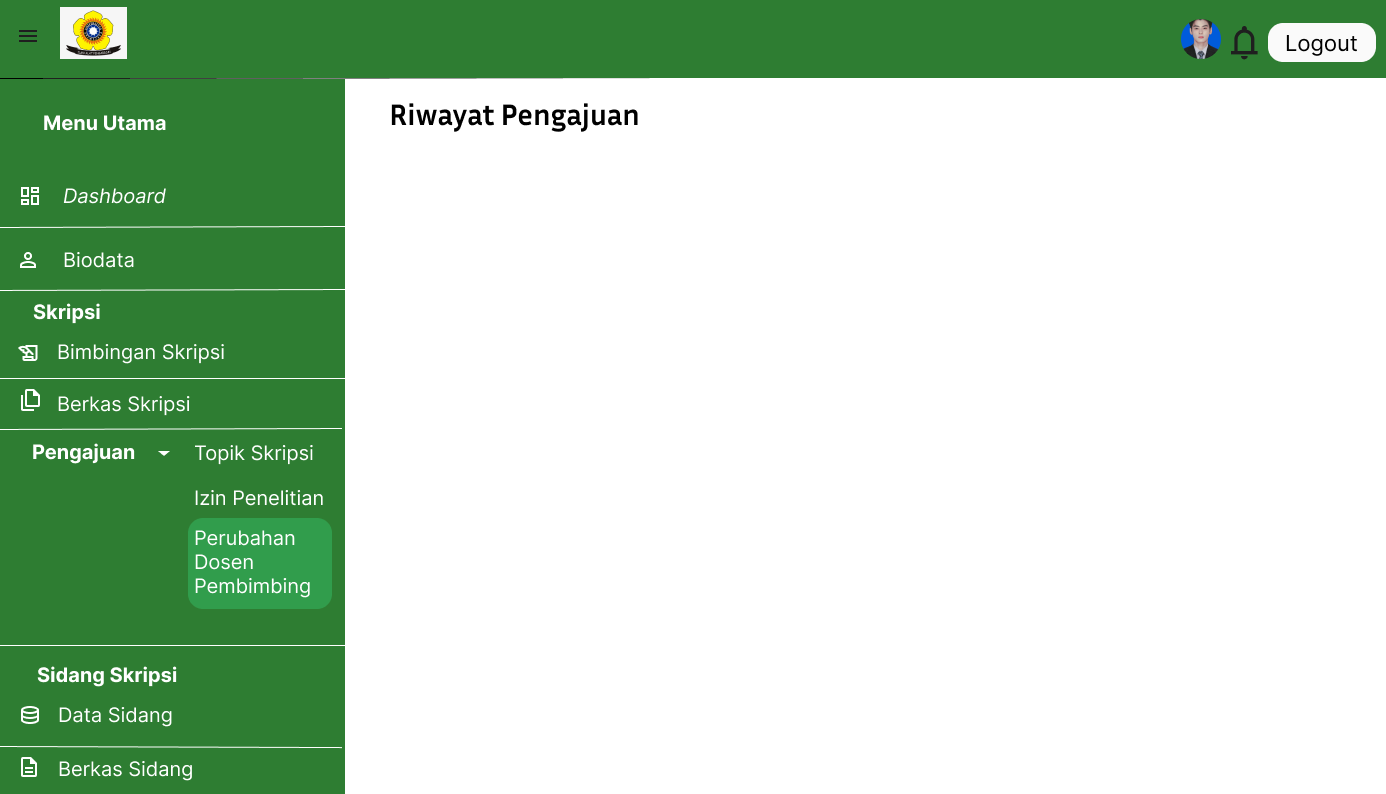 Logout
Menu Utama
Riwayat Pengajuan
Dashboard
Biodata
Skripsi
Bimbingan Skripsi
Berkas Skripsi
Pengajuan
Topik Skripsi
Izin Penelitian
Perubahan
Dosen
Pembimbing
Sidang Skripsi
Data Sidang
Berkas Sidang